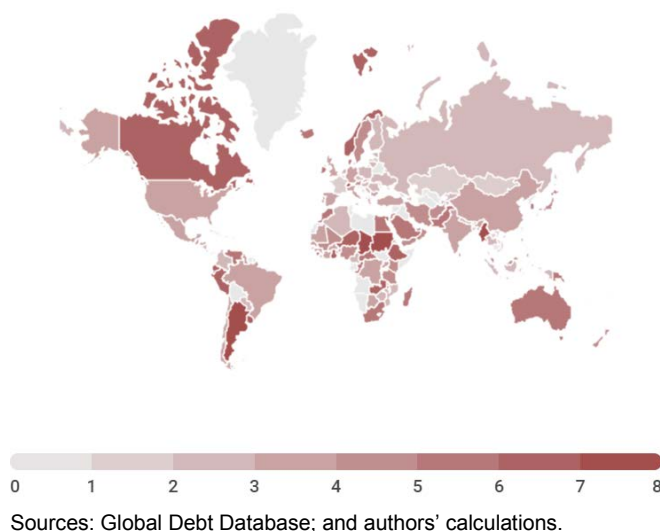 0 1 2 3 4 5 6 7 8
Sources: Global Debt Database; and authors’ calculations.